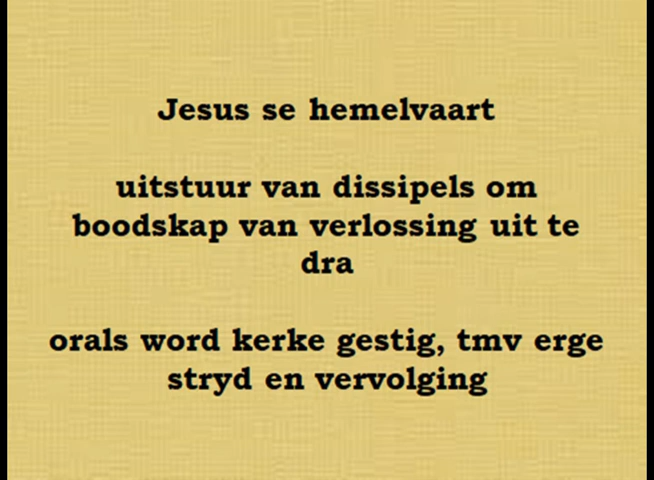 Jesus se hemelvaart
uitstuur van dissipels om
boodskap van verlossing uit te
dra
orals word kerke gestig, tmv erge
stryd en vervolging